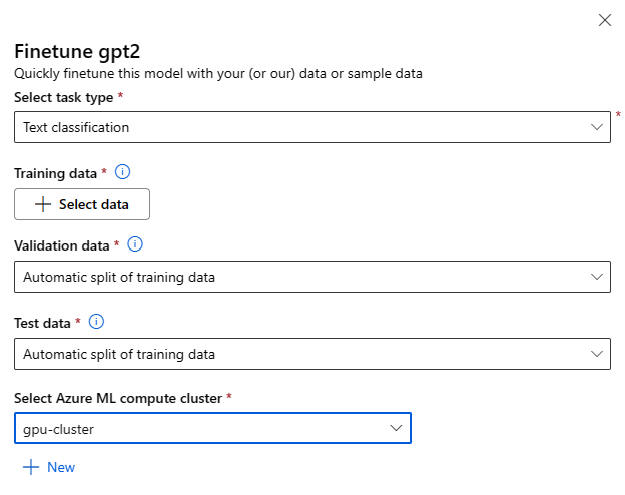 Finetune gpt2
Quickly finetune this model with your (or our) data or sample data
Select task type *
Text classification
*
Training data *
Select data
Validation data *
Automatic split of training data
Test data *
Automatic split of training data
Select Azure ML compute cluster *
gpu-cluster
+ New